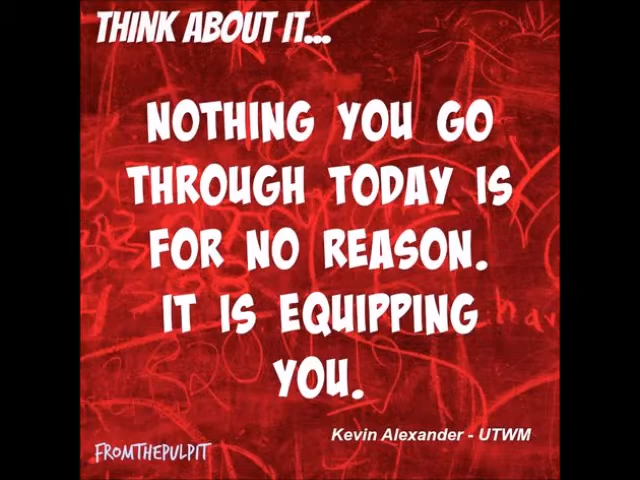 THINK ABOUT IT...
NOTHING YOU GO
THROUGH TODAY IS
FOR NO REASON.
IT IS EQUIPPING
YOU.
Kevin Alexander - UTWM
FROMTHEPULPIT